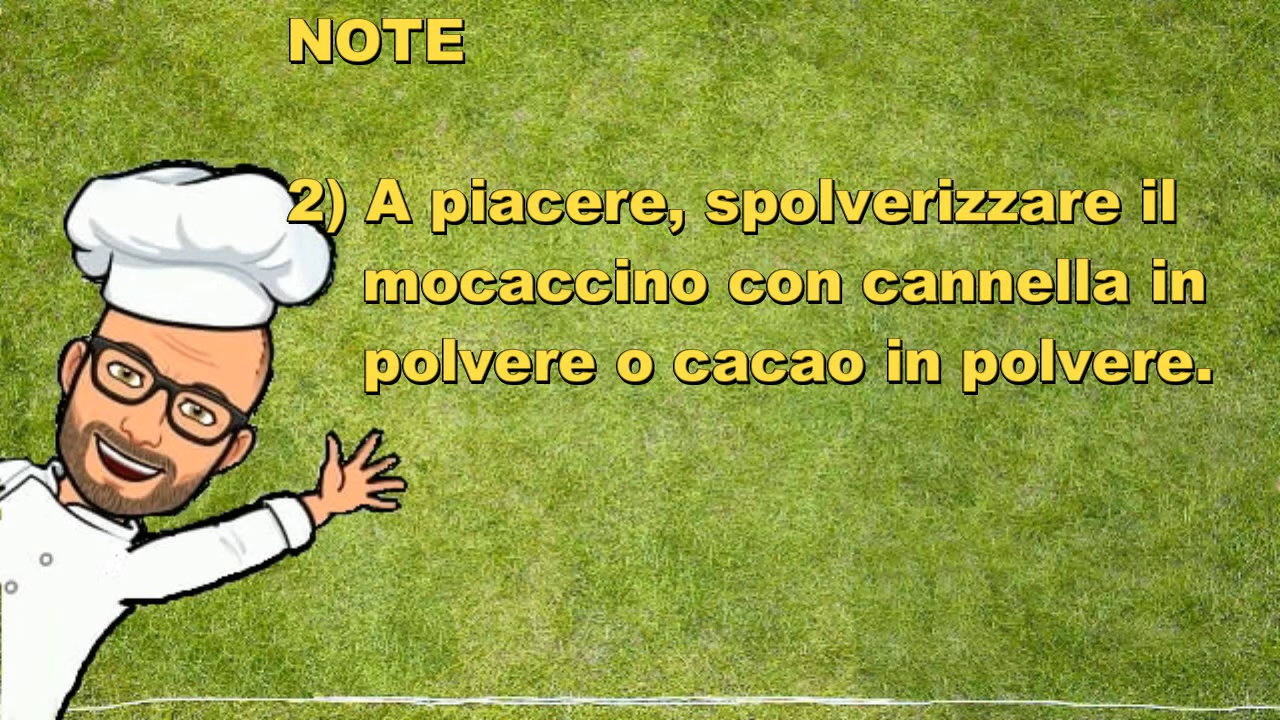 NOTE
2) A piacere, spolverizzare il
mocaccino con cannella in
polvere o cacao in polvere.